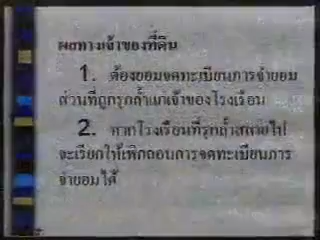 ผลทางเจ้าของที่ดิน
1. ต้องยอมจดทะเบียนการจำยอม
ส่วนที่ถูกรุกล้ำแก่เจ้าของโรงเรือน
2. หากโรงเรือนที่รุกล้ำสลายไป
จะเรียกให้เพิกถอนการจดทะเบียนภาระ
จำยอมได้